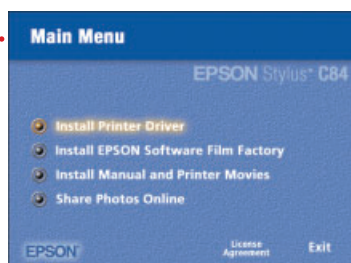 Main Menu
EPSON Stylus® C84
Install Printer Driver
Install EPSON Software Film Factory
Install Manual and Printer Movies
Share Photos Online
EPSON
License
Agreement
Exit